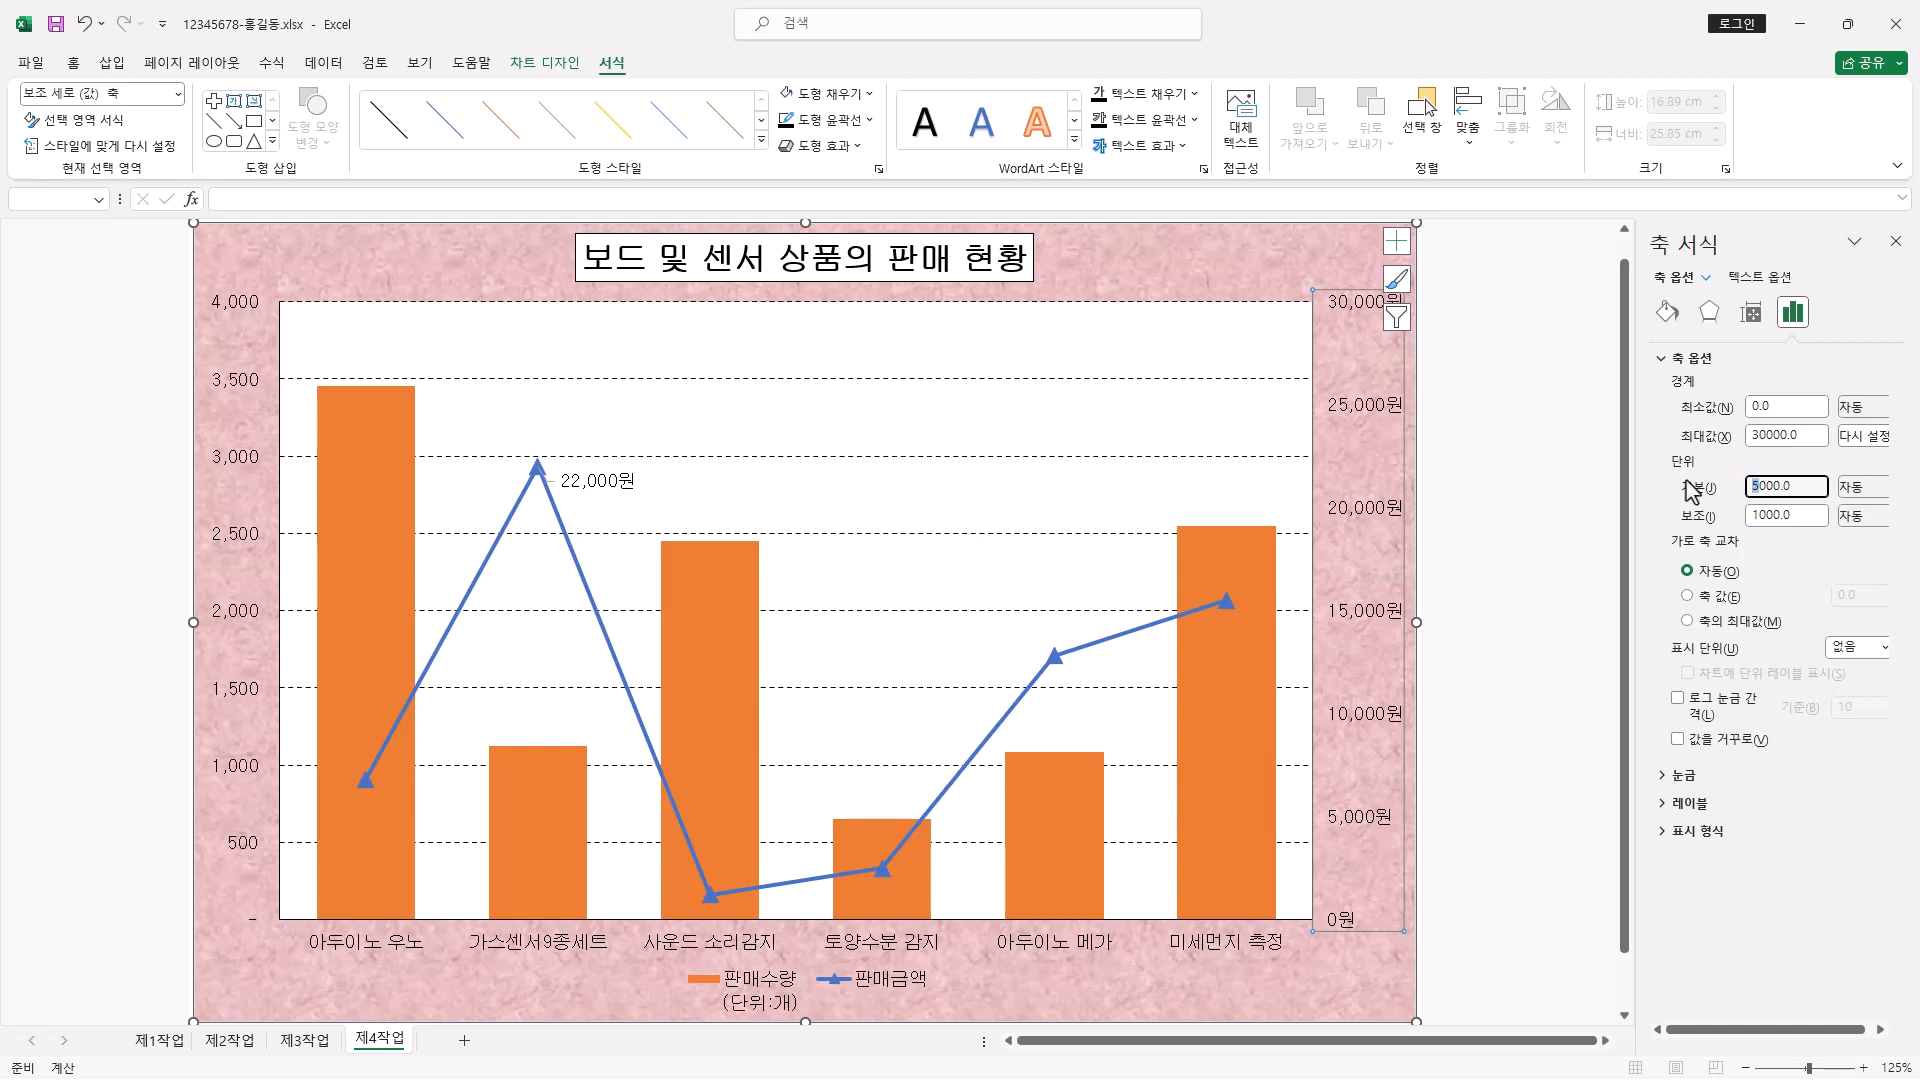 12345678-홍길동.xlsx - Excel
검색
로그인
파일 홈 삽입 페이지 레이아웃 수식 데이터 검토 보기 도움말 차트 디자인 서식
공유
보조 세로 (값) 축
선택 영역 서식
스타일에 맞게 다시 설정
현재 선택 영역
도형 모양
변경
도형 삽입
도형 채우기
도형 윤곽선
도형 효과
도형 스타일
A A A
텍스트 채우기
텍스트 윤곽선
텍스트 효과
WordArt 스타일
대체
텍스트
접근성
앞으로
가져오기
뒤로
보내기
선택 창
맞춤
그룹화
회전
정렬
높이: 16.89 cm
너비: 25.85 cm
크기
fx
보드 및 센서 상품의 판매 현황
4,000
3,500
3,000
2,500
2,000
1,500
1,000
500
-
22,000원
30,000원
25,000원
20,000원
15,000원
10,000원
5,000원
0원
아두이노 우노 가스센서9종세트 사운드 소리감지 토양수분 감지 아두이노 메가 미세먼지 측정
판매수량 판매금액
(단위:개)
축 서식
축 옵션 텍스트 옵션
축 옵션
경계
최소값(N) 0.0 자동
최대값(X) 30000.0 다시 설정
단위
본(J) 5000.0 자동
보조(I) 1000.0 자동
가로 축 교차
자동(O)
축 값(E) 0.0
축의 최대값(M)
표시 단위(U) 없음
차트에 단위 레이블 표시(S)
로그 눈금 간
격(L) 기준(B) 10
값을 거꾸로(V)
눈금
레이블
표시 형식
제1작업 제2작업 제3작업 제4작업
준비 계산
125%